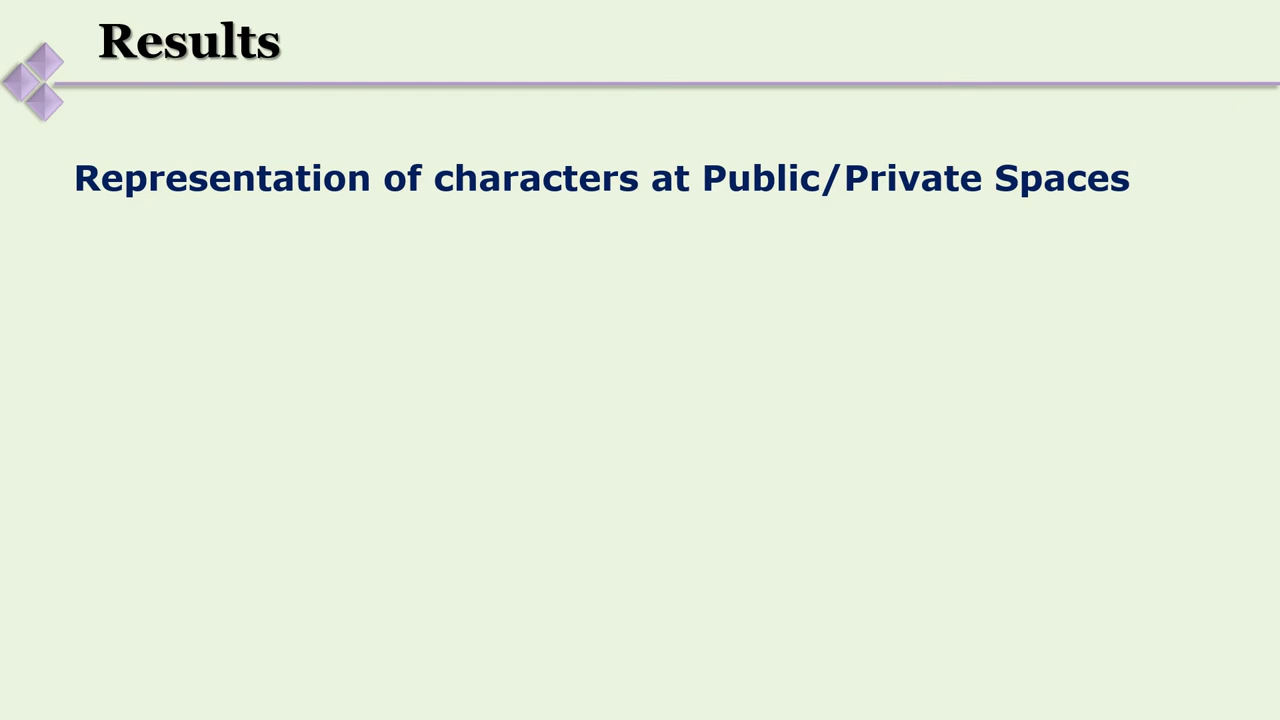 Results
Representation of characters at Public/Private Spaces